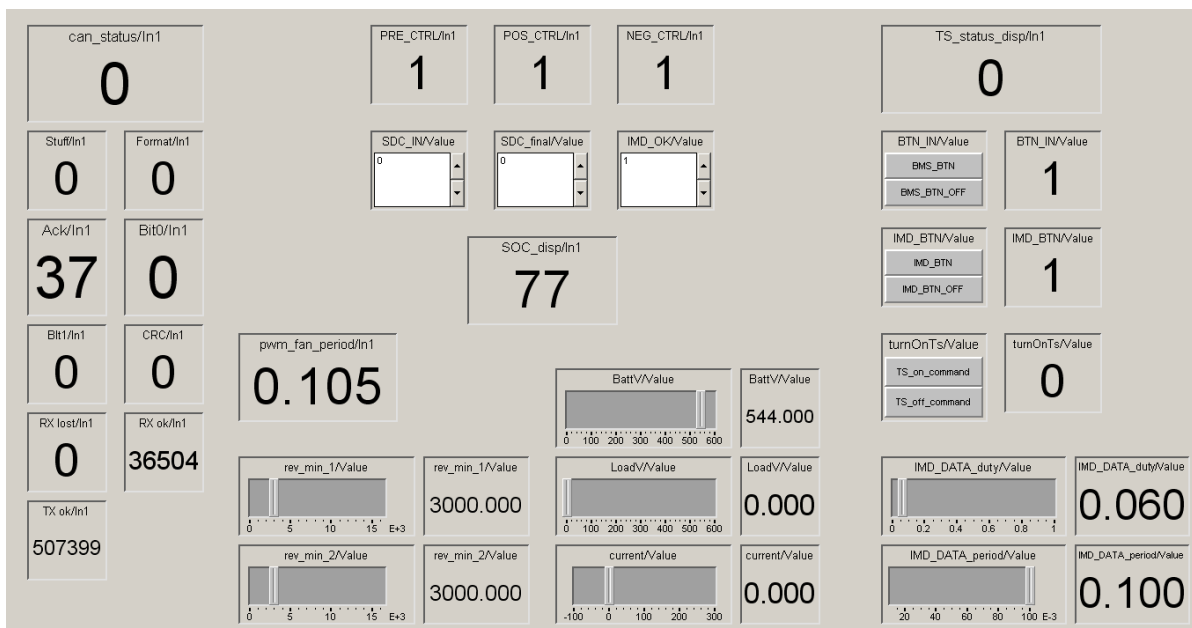 can_status/In1
0
PRE_CTRL/In1
1
POS_CTRL/In1
1
NEG_CTRL/In1
1
TS_status_disp/In1
0
Stuff/In1
0
Format/In1
0
SDC_IN/Value
0
SDC_final/Value
0
IMD_OK/Value
1
BTN_IN/Value
BMS_BTN
BMS_BTN_OFF
BTN_IN/Value
1
Ack/In1
37
Bit0/In1
0
SOC_disp/In1
77
IMD_BTN/Value
IMD_BTN
IMD_BTN_OFF
IMD_BTN/Value
1
BIt1/In1
0
CRC/In1
0
pwm_fan_period/In1
0.105
turnOnTs/Value
TS_on_command
TS_off_command
turnOnTs/Value
0
BattV/Value
0 100 200 300 400 500 600
BattV/Value
544.000
RX lost/In1
0
RX ok/In1
36504
rev_min_1/Value
0 5 10 15 E+3
rev_min_1/Value
3000.000
LoadV/Value
0 100 200 300 400 500 600
LoadV/Value
0.000
IMD_DATA_duty/Value
0 0.2 0.4 0.6 0.8 1
IMD_DATA_duty/Value
0.060
TX ok/In1
507399
rev_min_2/Value
0 5 10 15 E+3
rev_min_2/Value
3000.000
current/Value
-100 0 100 200 300
current/Value
0.000
IMD_DATA_period/Value
20 40 60 80 100 E-3
IMD_DATA_period/Value
0.100